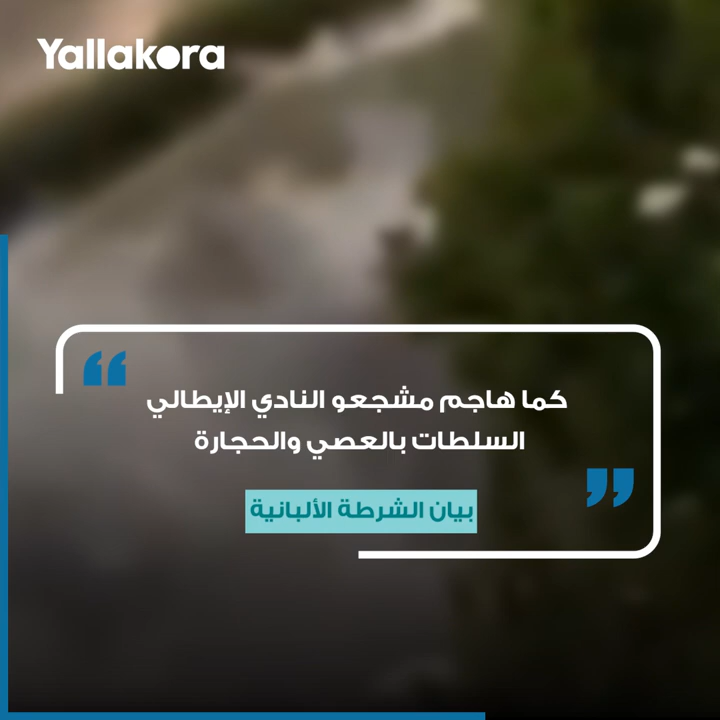 Yallakora
كما هاجم مشجعو النادي الإيطالي
السلطات بالعصي والحجارة
بيان الشرطة الألبانية